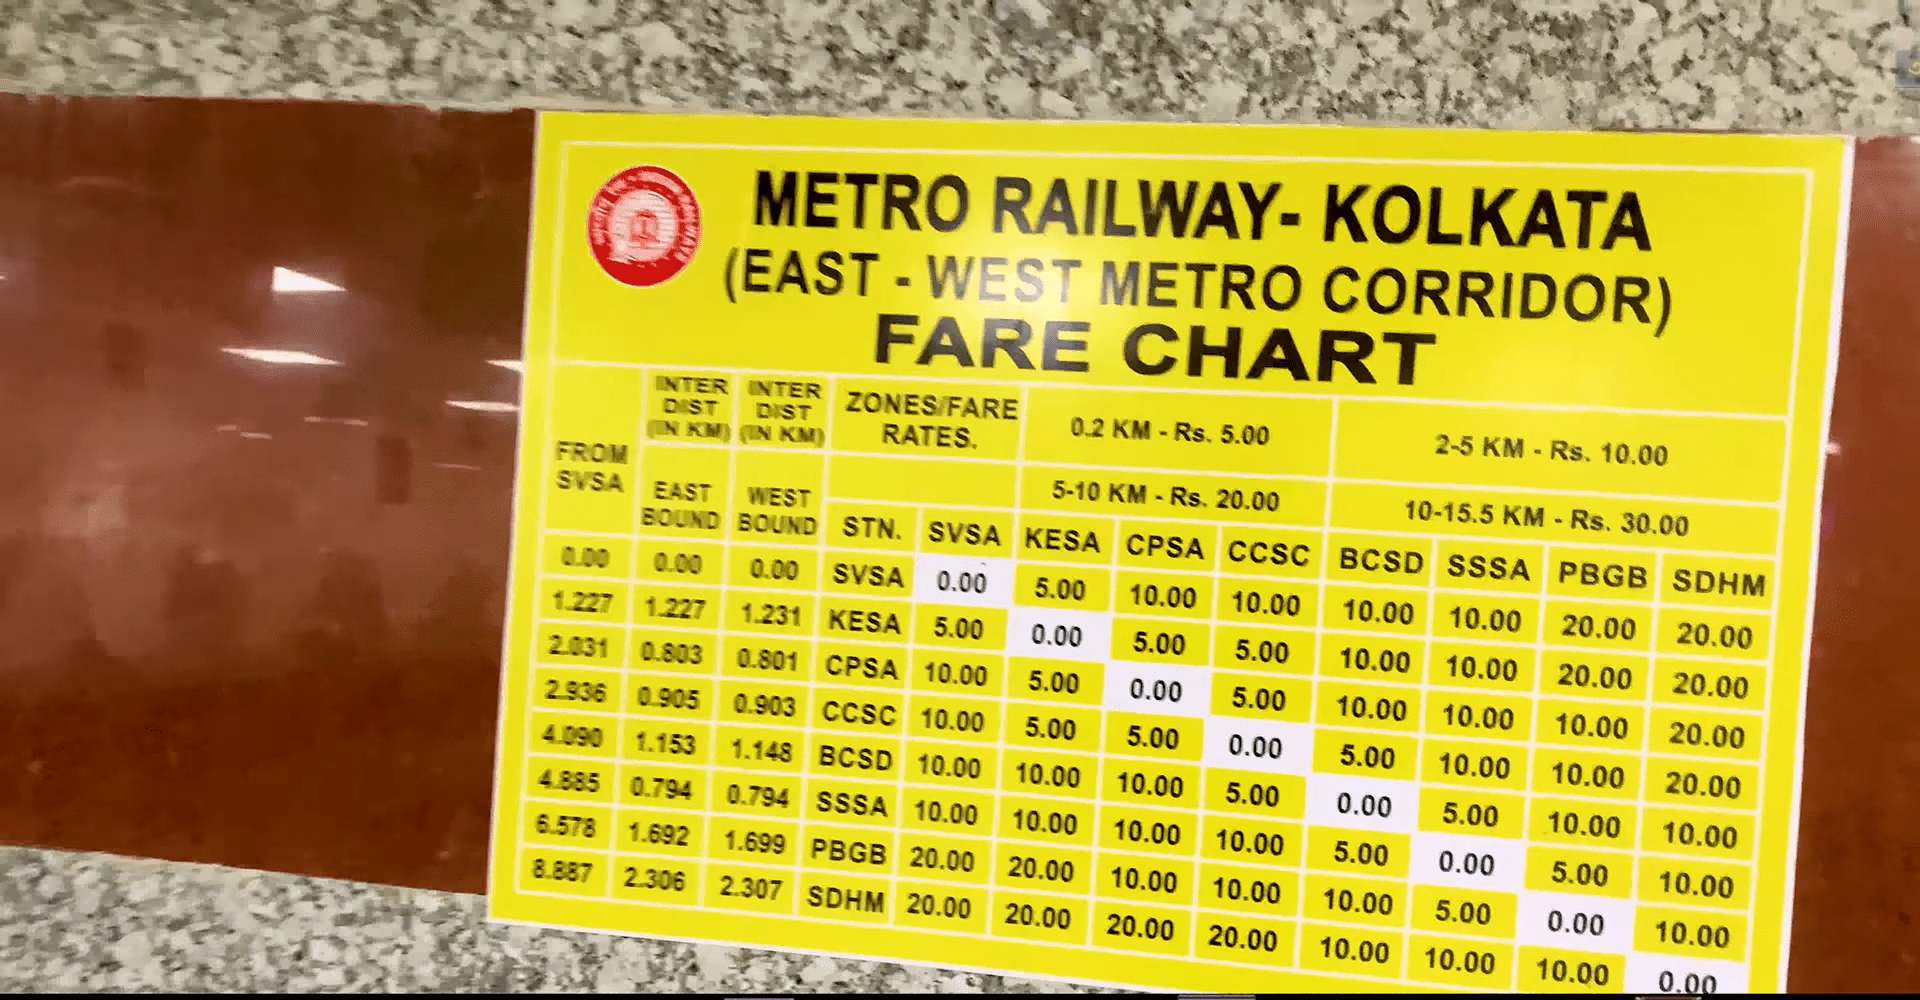 METRO RAILWAY- KOLKATA
(EAST - WEST METRO CORRIDOR)
FARE CHART
FROM SVSA
INTER DIST (IN KM) EAST BOUND
INTER DIST (IN KM) WEST BOUND
ZONES/FARE RATES.
0.2 KM - Rs. 5.00 2-5 KM - Rs. 10.00
5-10 KM - Rs. 20.00 10-15.5 KM - Rs. 30.00
STN. SVSA KESA CPSA CCSC BCSD SSSA PBGB SDHM
0.00 0.00 0.00 SVSA 0.00 5.00 10.00 10.00 10.00 10.00 20.00 20.00
1.227 1.227 1.231 KESA 5.00 0.00 5.00 5.00 10.00 10.00 20.00 20.00
2.031 0.803 0.801 CPSA 10.00 5.00 0.00 5.00 10.00 10.00 10.00 20.00
2.936 0.905 0.903 CCSC 10.00 5.00 5.00 0.00 5.00 10.00 10.00 20.00
4.090 1.153 1.148 BCSD 10.00 10.00 10.00 5.00 0.00 5.00 10.00 10.00
4.885 0.794 0.794 SSSA 10.00 10.00 10.00 10.00 5.00 0.00 5.00 10.00
6.578 1.692 1.699 PBGB 20.00 20.00 10.00 10.00 10.00 5.00 0.00 10.00
8.887 2.306 2.307 SDHM 20.00 20.00 20.00 20.00 10.00 10.00 10.00 0.00